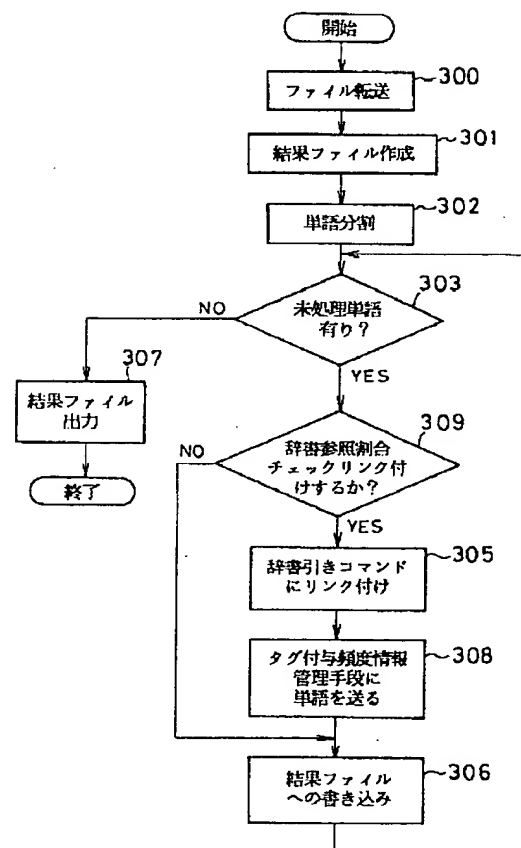 開始
300
ファイル転送
301
結果ファイル作成
302
単語分割
303
未処理単語
有り？
NO
YES
307
結果ファイル
出力
終了
309
辞書参照割合
チェックリンク付
けするか？
NO
YES
305
辞書引きコマンド
にリンク付け
308
タグ付与頻度情報
管理手段に
単語を送る
306
結果ファイル
への書き込み